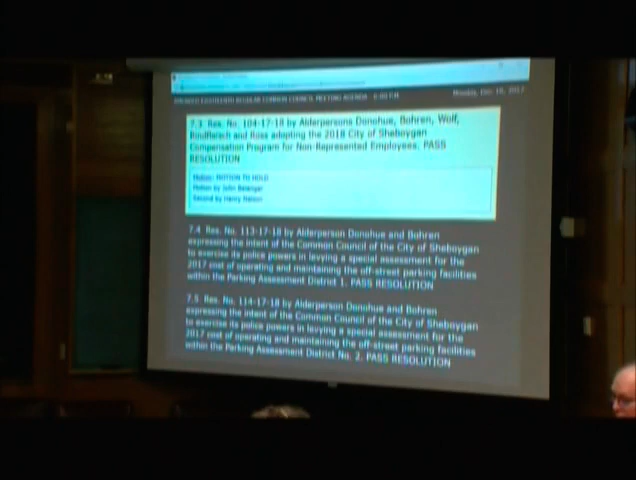 REGULAR COMMON COUNCIL MEETING AGENDA - 6:00 P.M. Monday, Dec 18, 2017
7.3 Res. No. 104-17-18 by Alderpersons Donohue, Bohren, Wolf,
Rindfleisch and Ross adopting the 2018 City of Sheboygan
Compensation Program for Non-Represented Employees. PASS
RESOLUTION
Motion: MOTION TO HOLD
Motion by John Belanger
Second by Henry Nelson
7.4 Res. No. 113-17-18 by Alderperson Donohue and Bohren
expressing the intent of the Common Council of the City of Sheboygan
to exercise its police powers in levying a special assessment for the
2017 cost of operating and maintaining the off-street parking facilities
within the Parking Assessment District 1. PASS RESOLUTION
7.5 Res. No. 114-17-18 by Alderperson Donohue and Bohren
expressing the intent of the Common Council of the City of Sheboygan
to exercise its police powers in levying a special assessment for the
2017 cost of operating and maintaining the off-street parking facilities
within the Parking Assessment District No. 2. PASS RESOLUTION